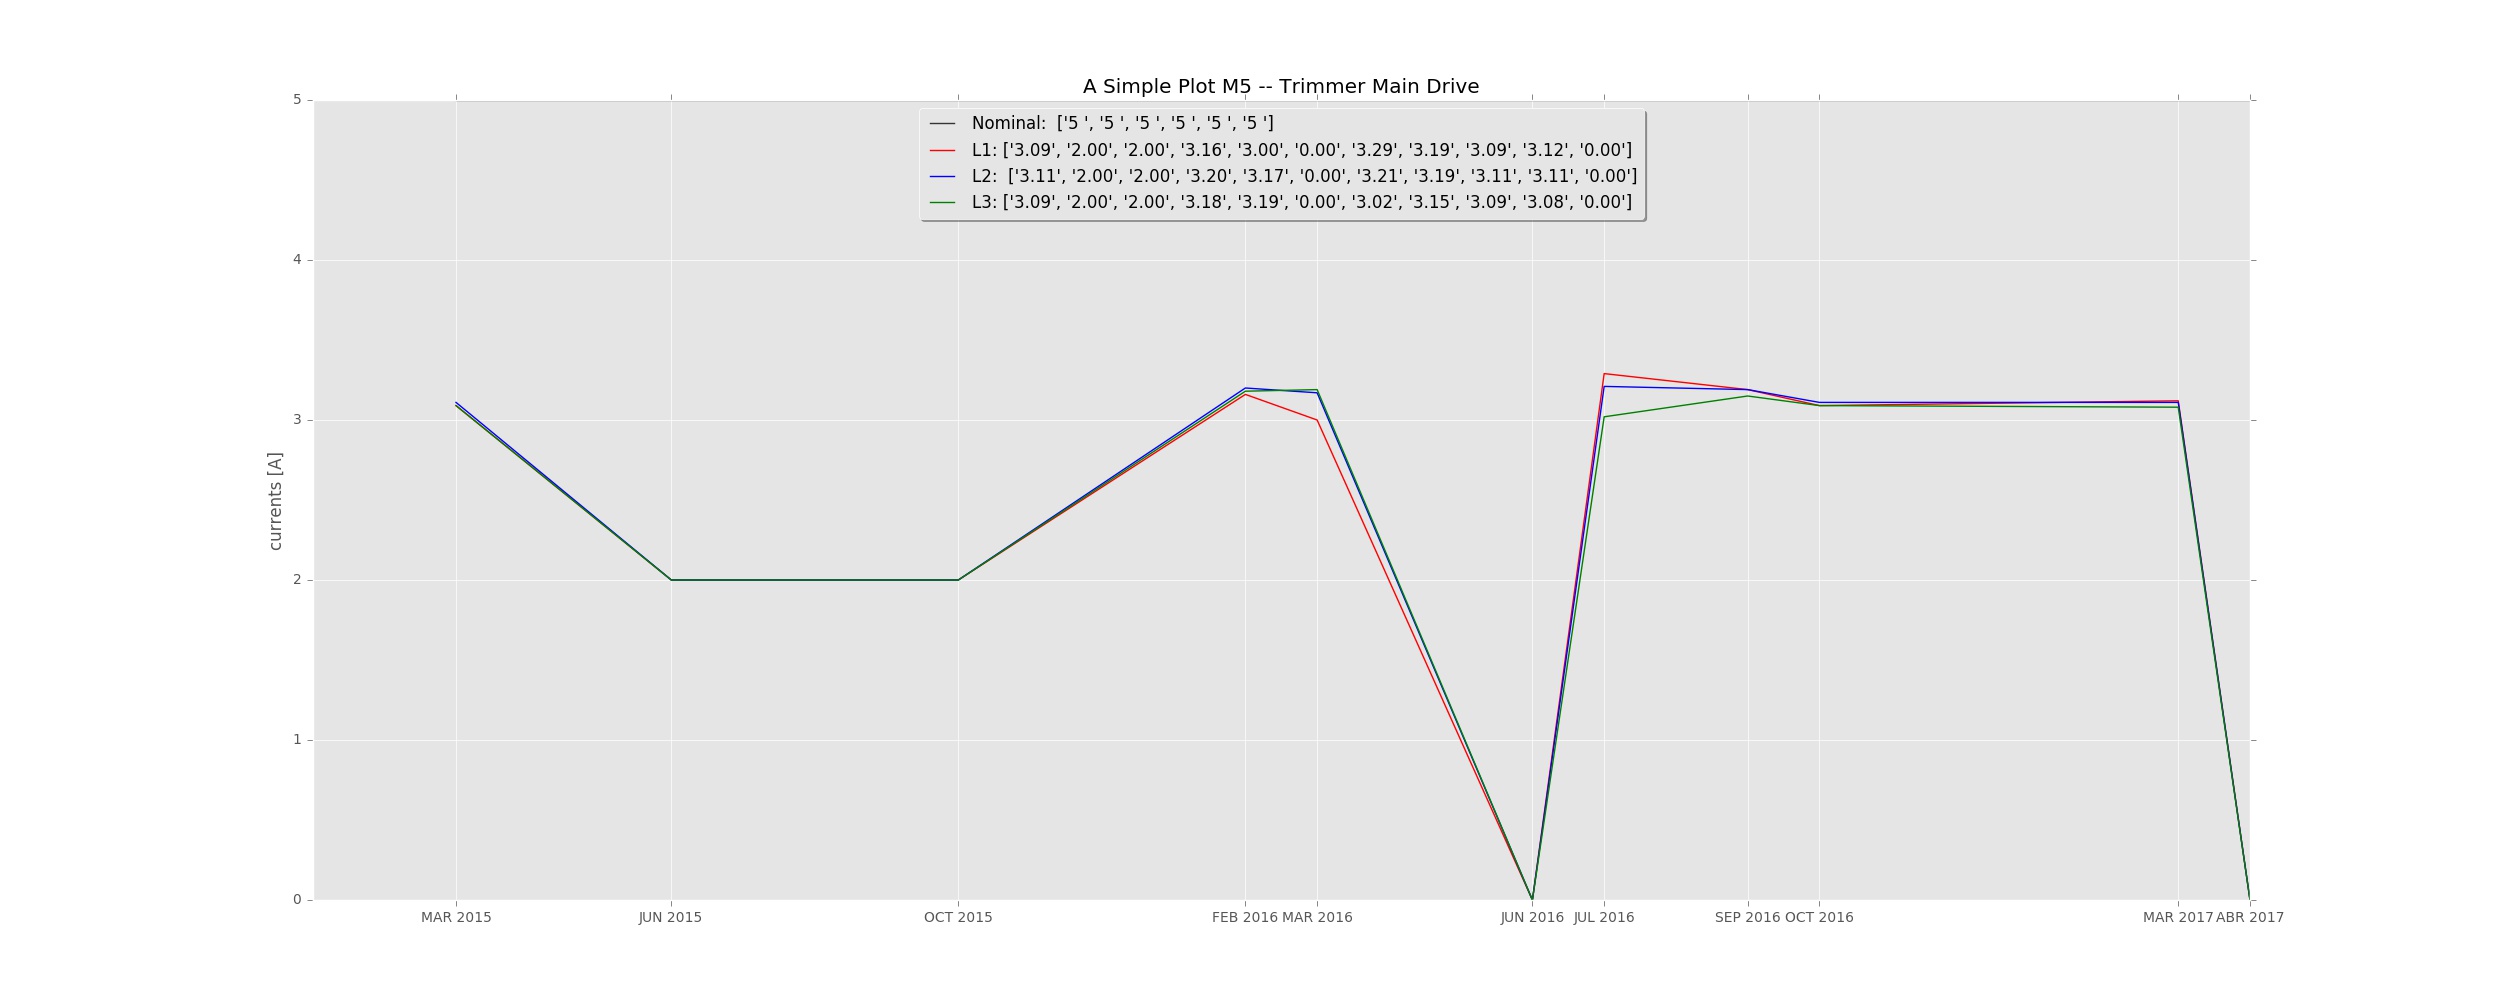 A Simple Plot M5 -- Trimmer Main Drive
Nominal:  ['5 ', '5 ', '5 ', '5 ', '5 ', '5 ']
L1: ['3.09', '2.00', '2.00', '3.16', '3.00', '0.00', '3.29', '3.19', '3.09', '3.12', '0.00']
L2:  ['3.11', '2.00', '2.00', '3.20', '3.17', '0.00', '3.21', '3.19', '3.11', '3.11', '0.00']
L3: ['3.09', '2.00', '2.00', '3.18', '3.19', '0.00', '3.02', '3.15', '3.09', '3.08', '0.00']
5
4
3
2
1
0
currents [A]
MAR 2015 JUN 2015 OCT 2015 FEB 2016 MAR 2016 JUN 2016 JUL 2016 SEP 2016 OCT 2016 MAR 2017 ABR 2017